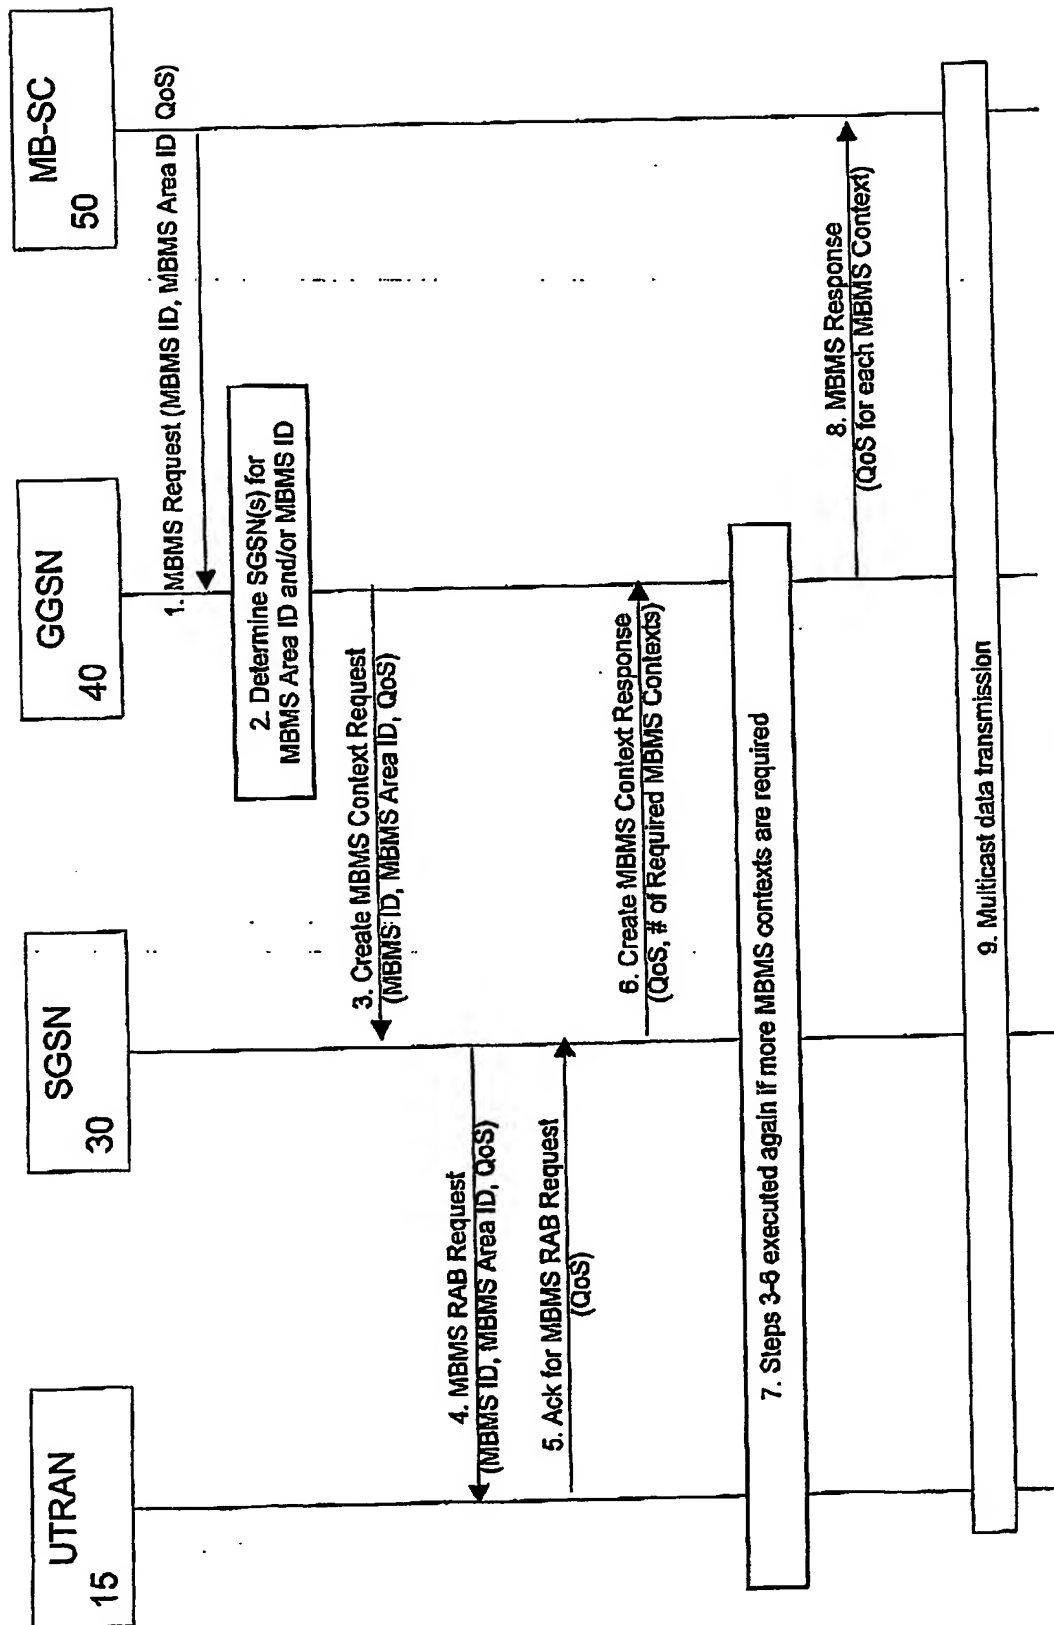 UTRAN
15
SGSN
30
GGSN
40
MB-SC
50
1. MBMS Request (MBMS ID, MBMS Area ID QoS)
2. Determine SGSN(s) for
MBMS Area ID and/or MBMS ID
3. Create MBMS Context Request
(MBMS ID, MBMS Area ID, QoS)
4. MBMS RAB Request
(MBMS ID, MBMS Area ID, QoS)
5. Ack for MBMS RAB Request
(QoS)
6. Create MBMS Context Response
(QoS, # of Required MBMS Contexts)
7. Steps 3-6 executed again if more MBMS contexts are required
8. MBMS Response
(QoS for each MBMS Context)
9. Multicast data transmission